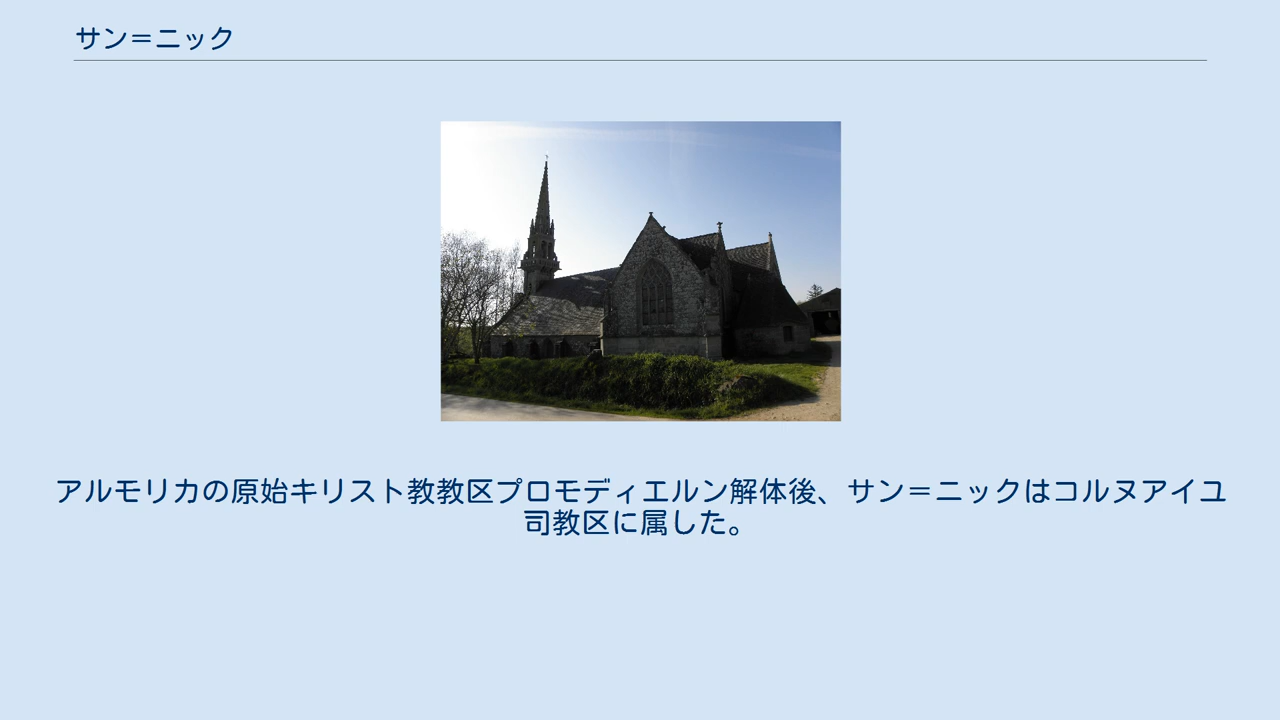 サン＝ニック
アルモリカの原始キリスト教教区プロモディエルン解体後、サン＝ニックはコルヌアイユ
司教区に属した。